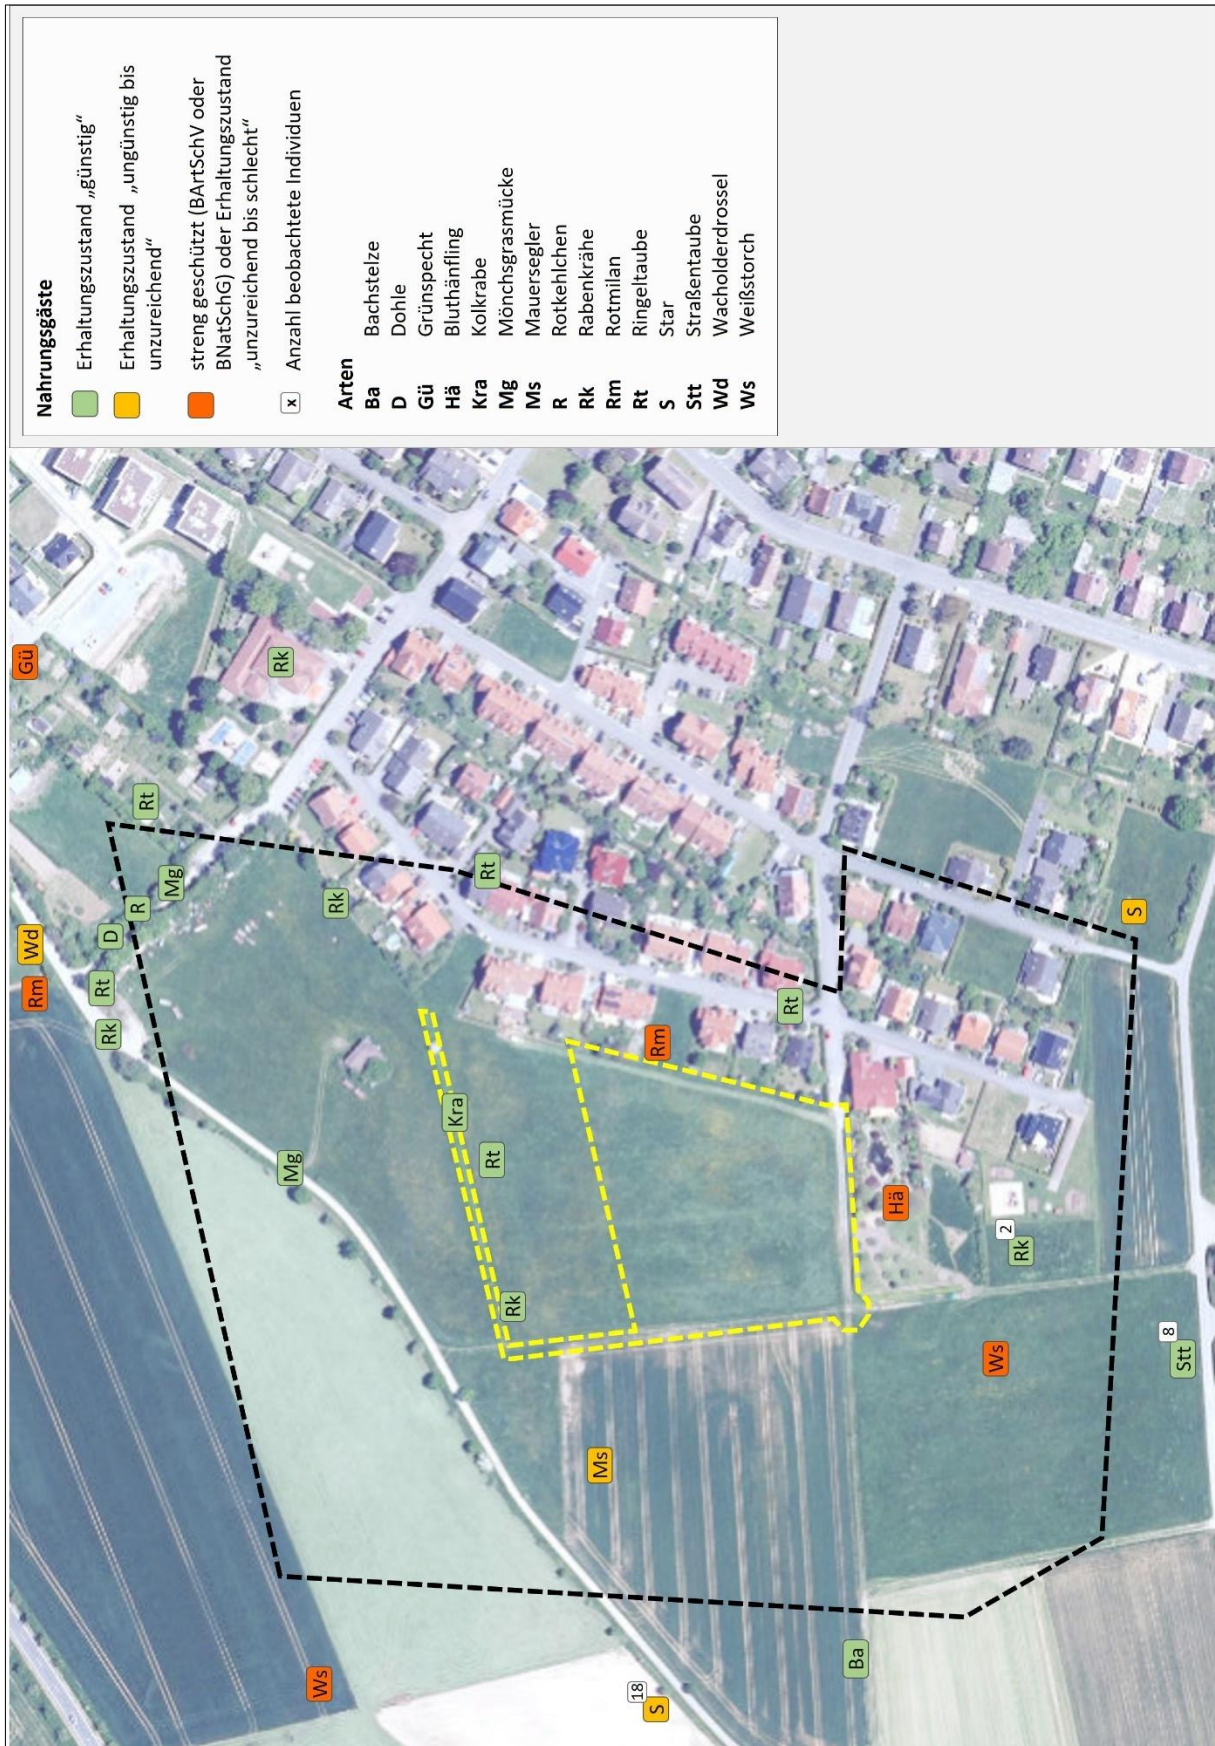 Nahrungsgäste
Erhaltungszustand „günstig“
Erhaltungszustand „ungünstig bis
unzureichend“
streng geschützt (BArtSchV oder
BNatSchG) oder Erhaltungszustand
„unzureichend bis schlecht“
x Anzahl beobachtete Individuen
Arten
Ba Bachstelze
D Dohle
Gü Grünspecht
Hä Bluthänfling
Kra Kolkrabe
Mg Mönchsgrasmücke
Ms Mauersegler
R Rotkehlchen
Rk Rabenkrähe
Rm Rotmilan
Rt Ringeltaube
S Star
Stt Straßentaube
Wd Wacholderdrossel
Ws Weißstorch
Gü
Rk
Rt
Mg
R
D
Wd
Rm
Rt
Rk
Rk
Rt
Rt
Rm
Kra
Rt
Mg
Rk
Hä
2
Rk
S
Ws
8
Stt
Ms
Ws
18
S
Ba